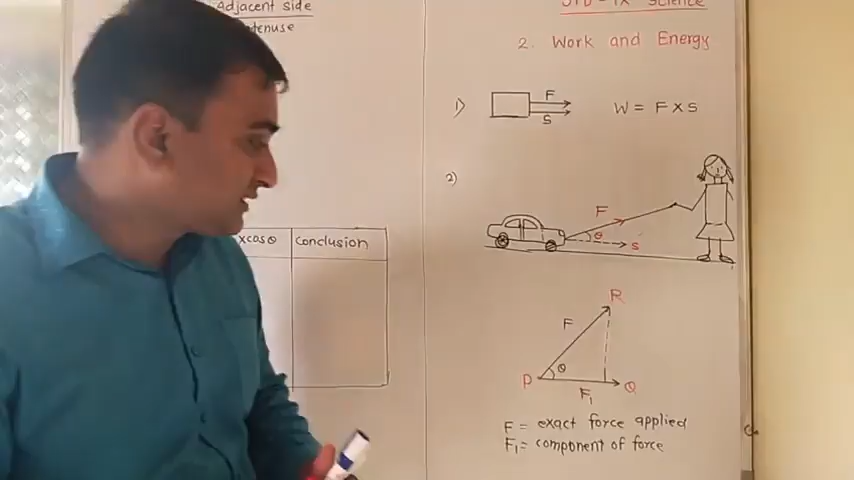 Adjacent side
tenuse
xcosθ
Conclusion
STD - IX Science
2. Work and Energy
1)
F
S
W = F X S
2)
F
θ
S
R
F
θ
P
F₁
Q
F = exact force applied
F₁ = component of force